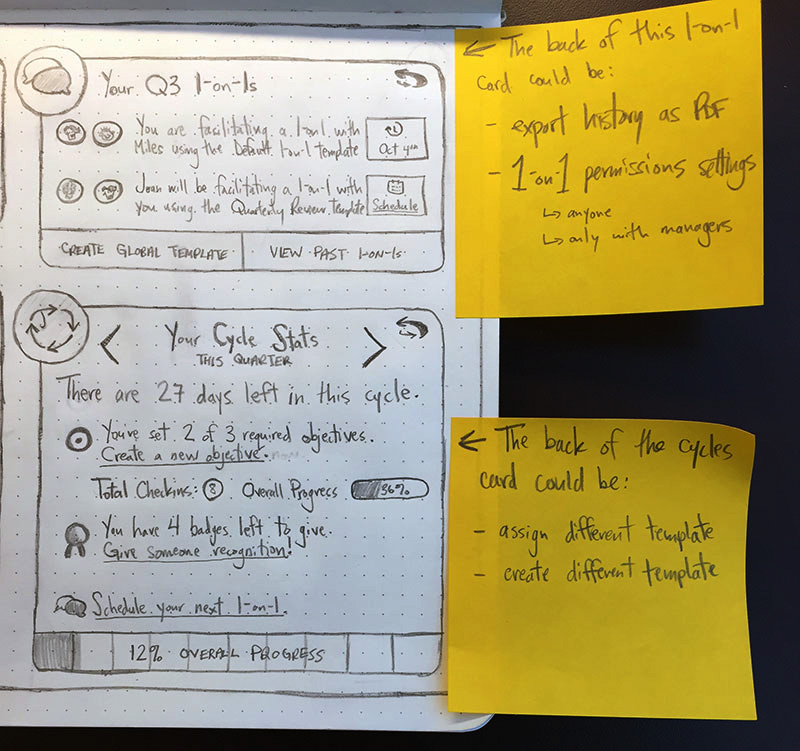 Your Q3 1-on-1s
You are facilitating a 1-on-1 with
Miles using the Default 1-on-1 template
Oct 4th
Joan will be facilitating a 1-on-1 with
you using the Quarterly Review template
Schedule
CREATE GLOBAL TEMPLATE
VIEW PAST 1-ON-1s
← The back of this 1-on-1
card could be:
- export history as PDF
- 1-on-1 permissions settings
↳ anyone
↳ only with managers
Your Cycle Stats
THIS QUARTER
There are 27 days left in this cycle.
You've set 2 of 3 required objectives.
Create a new objective.
Total Checkins: 8 Overall Progress 36%
You have 4 badges left to give.
Give someone recognition!
Schedule your next 1-on-1.
12% OVERALL PROGRESS
← The back of the cycles
card could be:
- assign different template
- create different template